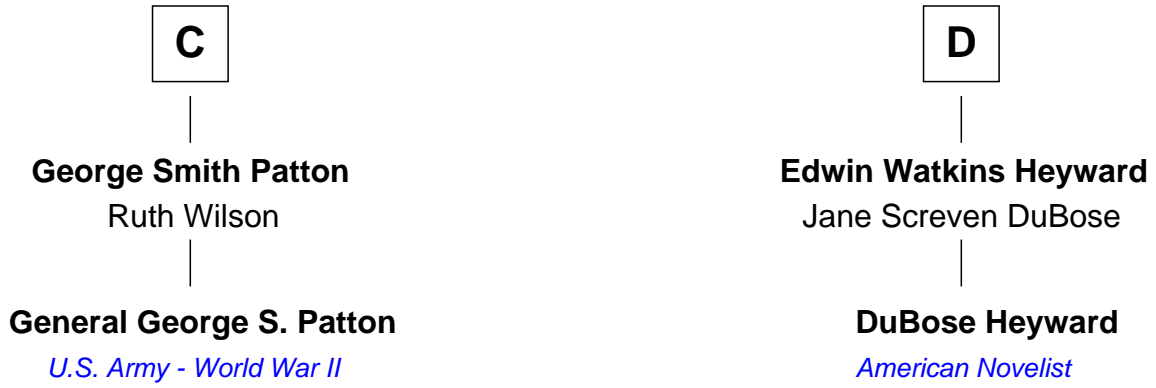 C
George Smith Patton
Ruth Wilson
General George S. Patton
U.S. Army - World War II
D
Edwin Watkins Heyward
Jane Screven DuBose
DuBose Heyward
American Novelist